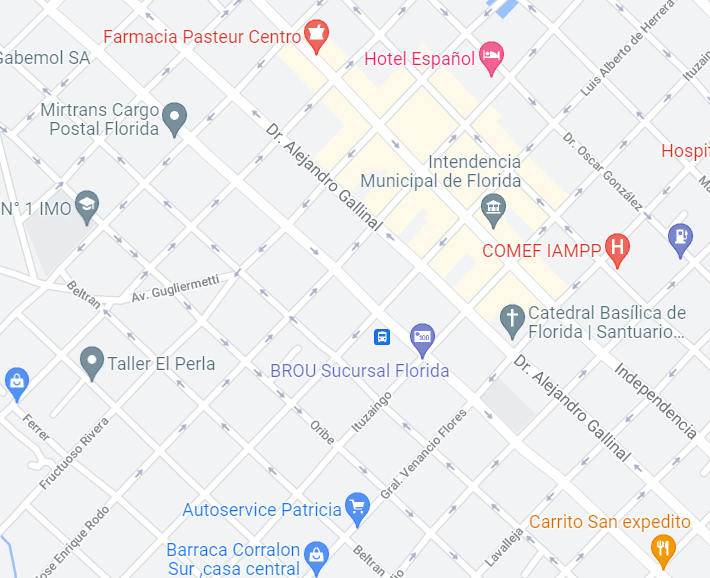 Farmacia Pasteur Centro
Hotel Español
Luis Alberto de Herrera
Gabemol SA
Mirtrans Cargo
Postal Florida
Dr. Alejandro Gallinal
Dr. Oscar González
Intendencia
Municipal de Florida
Hospi
N° 1 IMO
COMEF IAMPP
H
Beltran
Av. Gugliermetti
Catedral Basílica de
Florida | Santuario...
Taller El Perla
BROU Sucursal Florida
Dr. Alejandro Gallinal
Independencia
Ferrer
Fructuoso Rivera
Oribe
Ituzaingo
Gral. Venancio Flores
Autoservice Patricia
Carrito San expedito
Jose Enrique Rodo
Barraca Corralon
Sur ,casa central
Beltran
Lavalleja